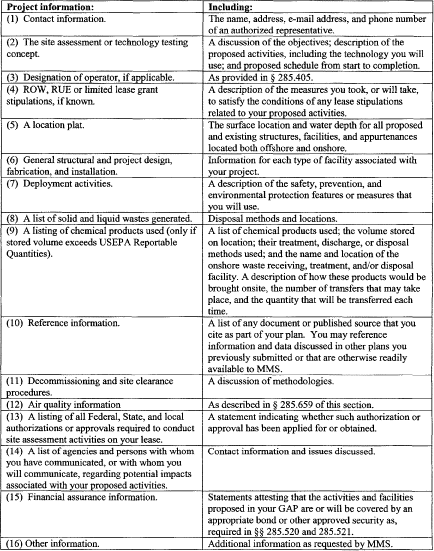 Project information:
Including:
(1) Contact information.
The name, address, e-mail address, and phone number
of an authorized representative.
(2) The site assessment or technology testing
concept.
A discussion of the objectives; description of the
proposed activities, including the technology you will
use; and proposed schedule from start to completion.
(3) Designation of operator, if applicable.
As provided in § 285.405.
(4) ROW, RUE or limited lease grant
stipulations, if known.
A description of the measures you took, or will take,
to satisfy the conditions of any lease stipulations
related to your proposed activities.
(5) A location plat.
The surface location and water depth for all proposed
and existing structures, facilities, and appurtenances
located both offshore and onshore.
(6) General structural and project design,
fabrication, and installation.
Information for each type of facility associated with
your project.
(7) Deployment activities.
A description of the safety, prevention, and
environmental protection features or measures that
you will use.
(8) A list of solid and liquid wastes generated.
Disposal methods and locations.
(9) A listing of chemical products used (only if
stored volume exceeds USEPA Reportable
Quantities).
A list of chemical products used; the volume stored
on location; their treatment, discharge, or disposal
methods used; and the name and location of the
onshore waste receiving, treatment, and/or disposal
facility. A description of how these products would be
brought onsite, the number of transfers that may take
place, and the quantity that will be transferred each
time.
(10) Reference information.
A list of any document or published source that you
cite as part of your plan. You may reference
information and data discussed in other plans you
previously submitted or that are otherwise readily
available to MMS.
(11) Decommissioning and site clearance
procedures.
A discussion of methodologies.
(12) Air quality information
As described in § 285.659 of this section.
(13) A listing of all Federal, State, and local
authorizations or approvals required to conduct
site assessment activities on your lease.
A statement indicating whether such authorization or
approval has been applied for or obtained.
(14) A list of agencies and persons with whom
you have communicated, or with whom you
will communicate, regarding potential impacts
associated with your proposed activities.
Contact information and issues discussed.
(15) Financial assurance information.
Statements attesting that the activities and facilities
proposed in your GAP are or will be covered by an
appropriate bond or other approved security as,
required in §§ 285.520 and 285.521.
(16) Other information.
Additional information as requested by MMS.